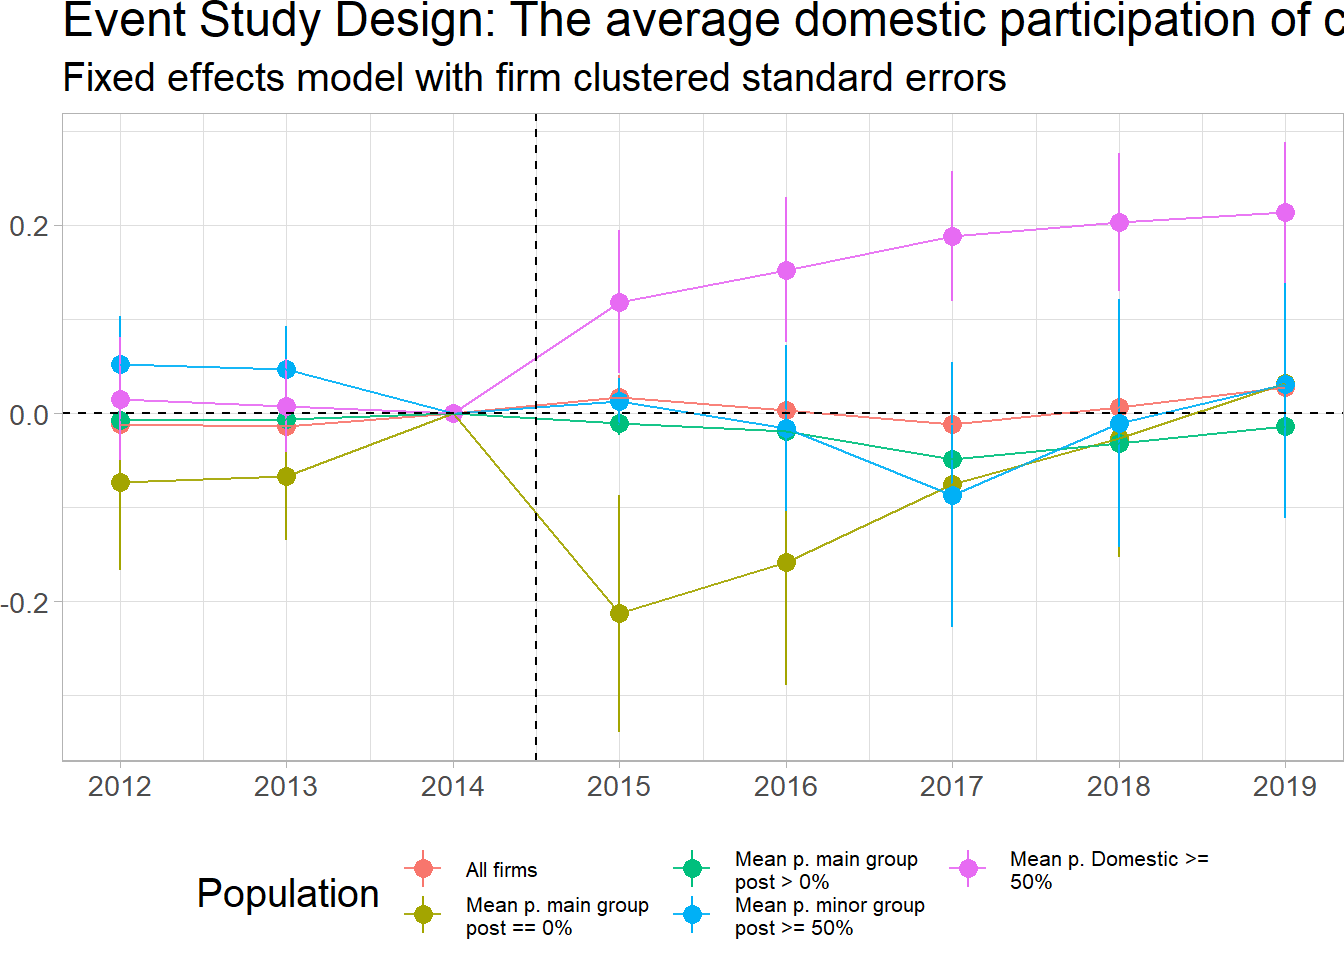 Event Study Design: The average domestic participation of
Fixed effects model with firm clustered standard errors
0.2
0.0
-0.2
2012 2013 2014 2015 2016 2017 2018 2019
Population
All firms
Mean p. main group
post == 0%
Mean p. main group
post > 0%
Mean p. minor group
post >= 50%
Mean p. Domestic >=
50%